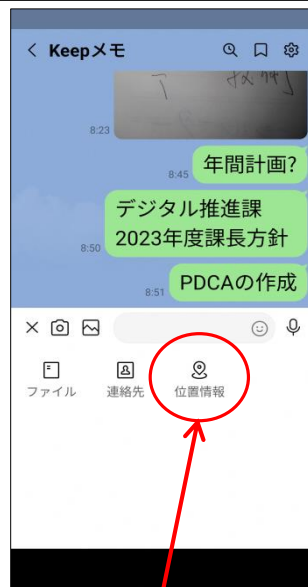 Keepメモ
8:23
8:45 年間計画?
デジタル推進課
8:50 2023年度課長方針
8:51 PDCAの作成
ファイル 連絡先 位置情報